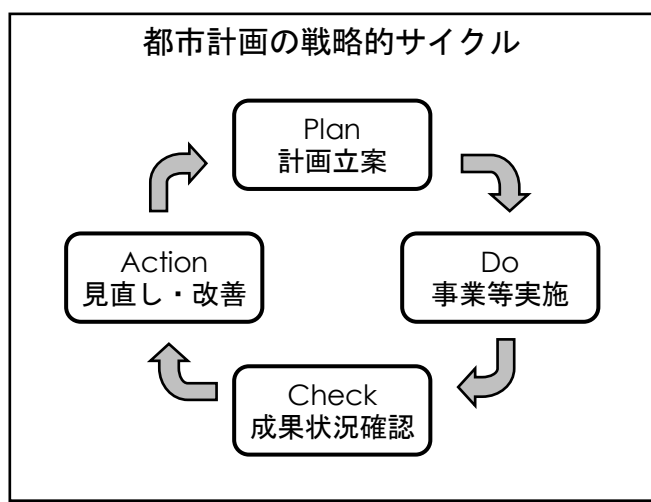 都市計画の戦略的サイクル
Plan
計画立案
Do
事業等実施
Check
成果状況確認
Action
見直し・改善